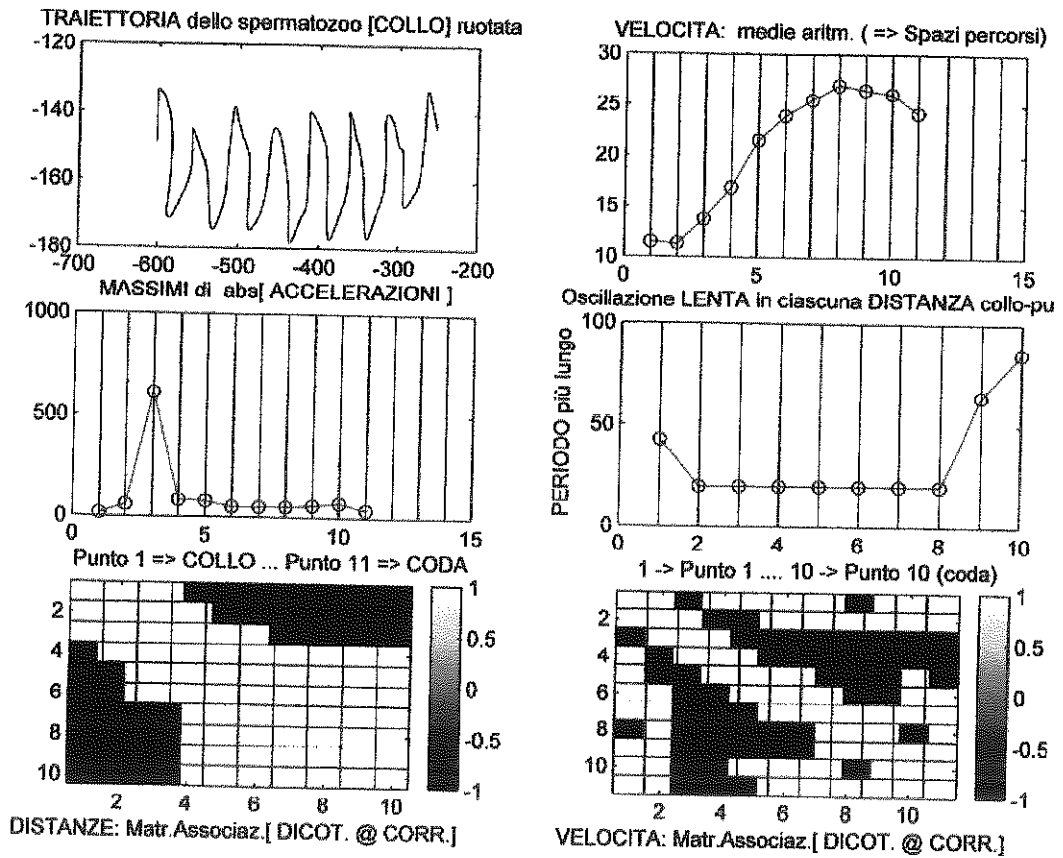 TRAIETTORIA dello spermatozoo [COLLO] ruotata
-120
-140
-160
-180
-700 -600 -500 -400 -300 -200
VELOCITA: medie aritm. ( => Spazi percorsi)
30
25
20
15
10
0 5 10 15
MASSIMI di abs[ ACCELERAZIONI ]
1000
500
0
0 5 10 15
Punto 1 => COLLO ... Punto 11 => CODA
Oscillazione LENTA in ciascuna DISTANZA collo-pu
PERIODO più lungo
100
50
0
0 2 4 6 8 10
1 -> Punto 1 .... 10 -> Punto 10 (coda)
2
4
6
8
10
2 4 6 8 10
1
0.5
0
-0.5
-1
DISTANZE: Matr.Associaz.[ DICOT. @ CORR.]
2
4
6
8
10
2 4 6 8 10
1
0.5
0
-0.5
-1
VELOCITA: Matr.Associaz.[ DICOT. @ CORR.]